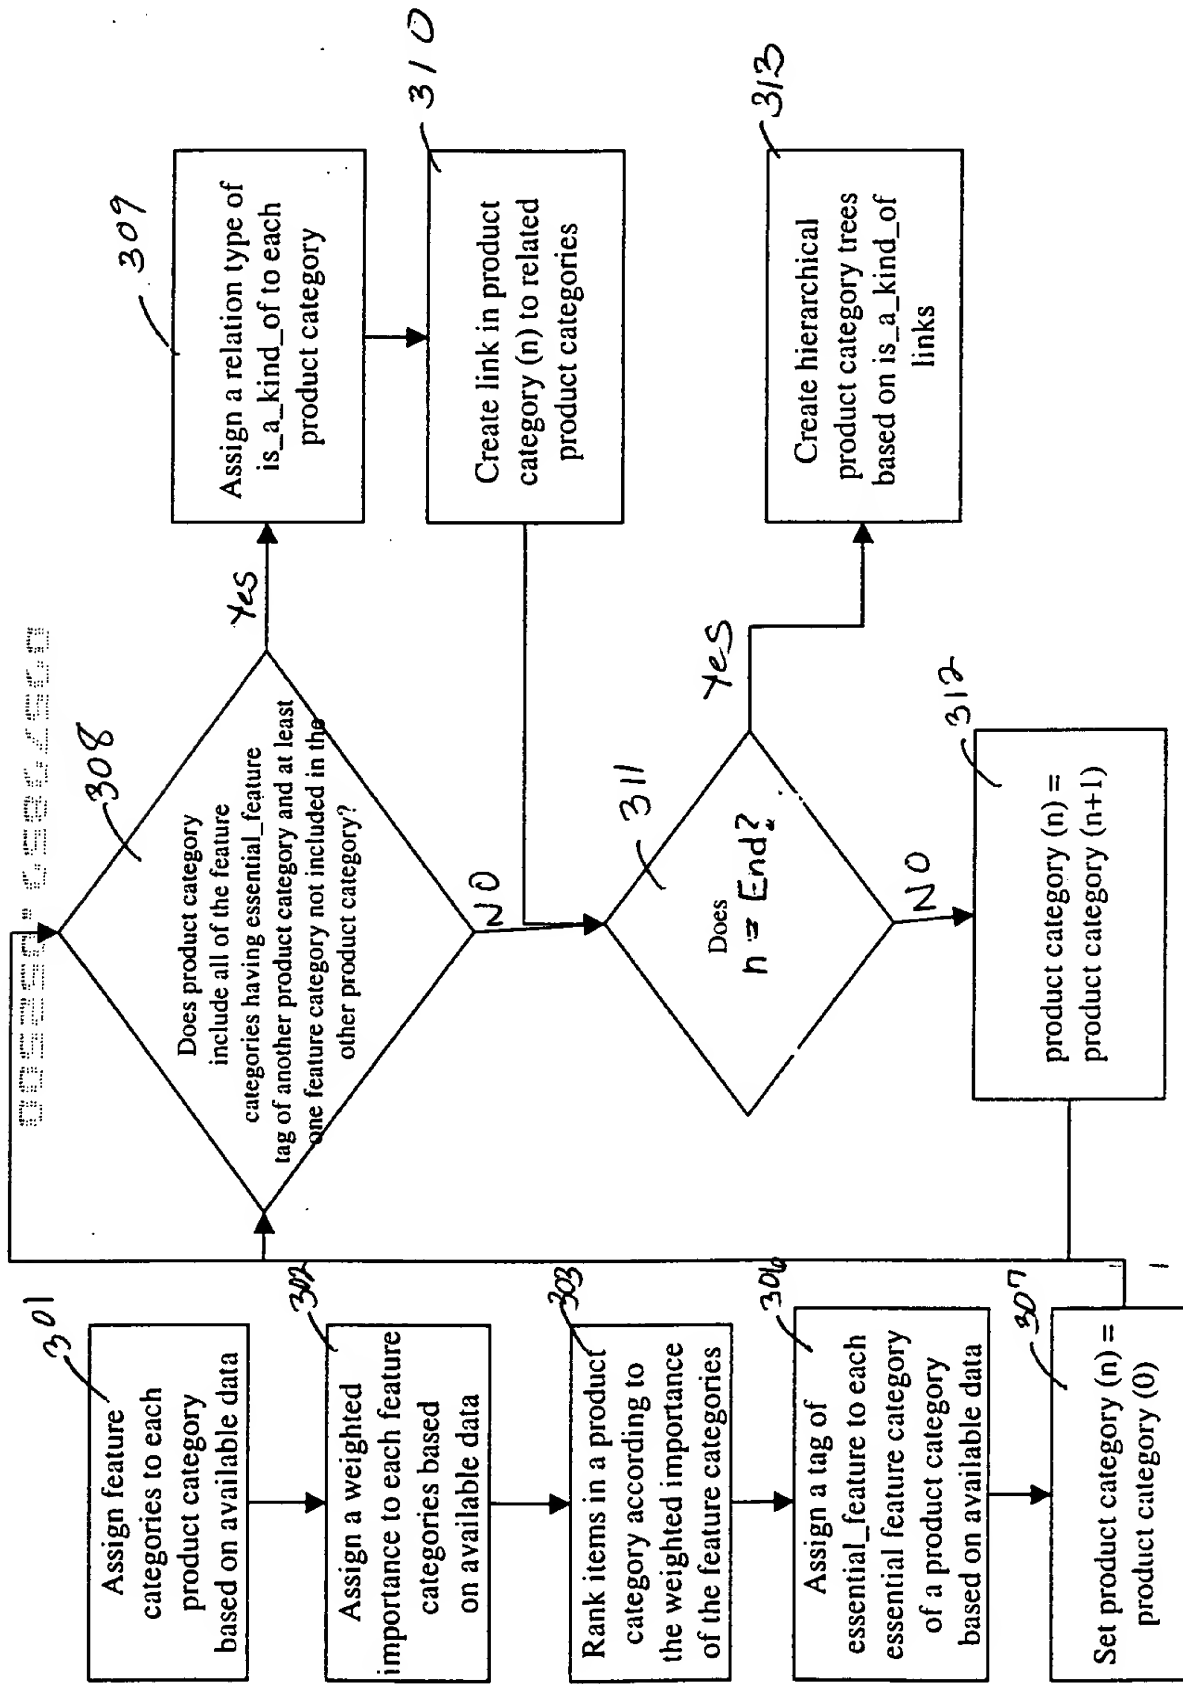 301
Assign feature
categories to each
product category
based on available data
302
Assign a weighted
importance to each feature
categories based
on available data
303
Rank items in a product
category according to
the weighted importance
of the feature categories
306
Assign a tag of
essential_feature to each
essential feature category
of a product category
based on available data
307
Set product category (n) =
product category (0)
308
Does product category
include all of the feature
categories having essential_feature
tag of another product category and at least
one feature category not included in the
other product category?
Yes
NO
309
Assign a relation type of
is_a_kind_of to each
product category
310
Create link in product
category (n) to related
product categories
311
Does
n = End?
Yes
NO
312
product category (n) =
product category (n+1)
313
Create hierarchical
product category trees
based on is_a_kind_of
links